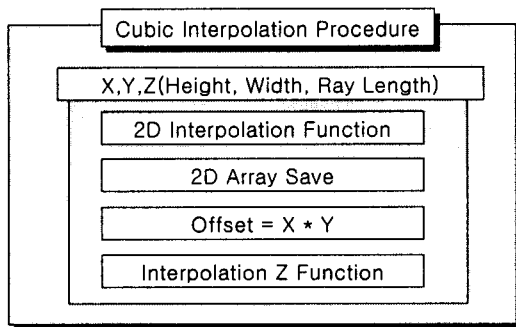 Cubic Interpolation Procedure
X,Y,Z(Height, Width, Ray Length)
2D Interpolation Function
2D Array Save
Offset = X * Y
Interpolation Z Function